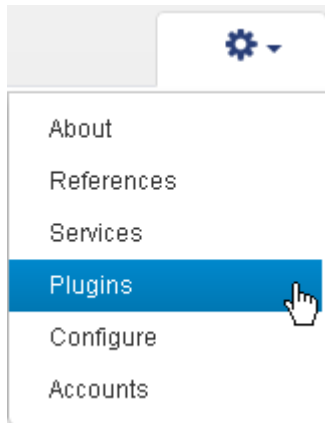 About
References
Services
Plugins
Configure
Accounts